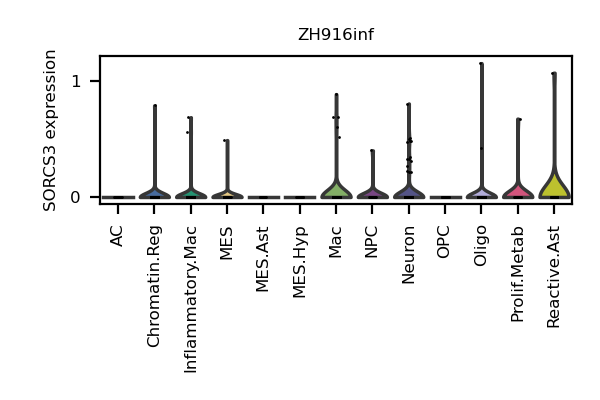 ZH916inf
SORCS3 expression
1
0
AC
Chromatin.Reg
Inflammatory.Mac
MES
MES.Ast
MES.Hyp
Mac
NPC
Neuron
OPC
Oligo
Prolif.Metab
Reactive.Ast